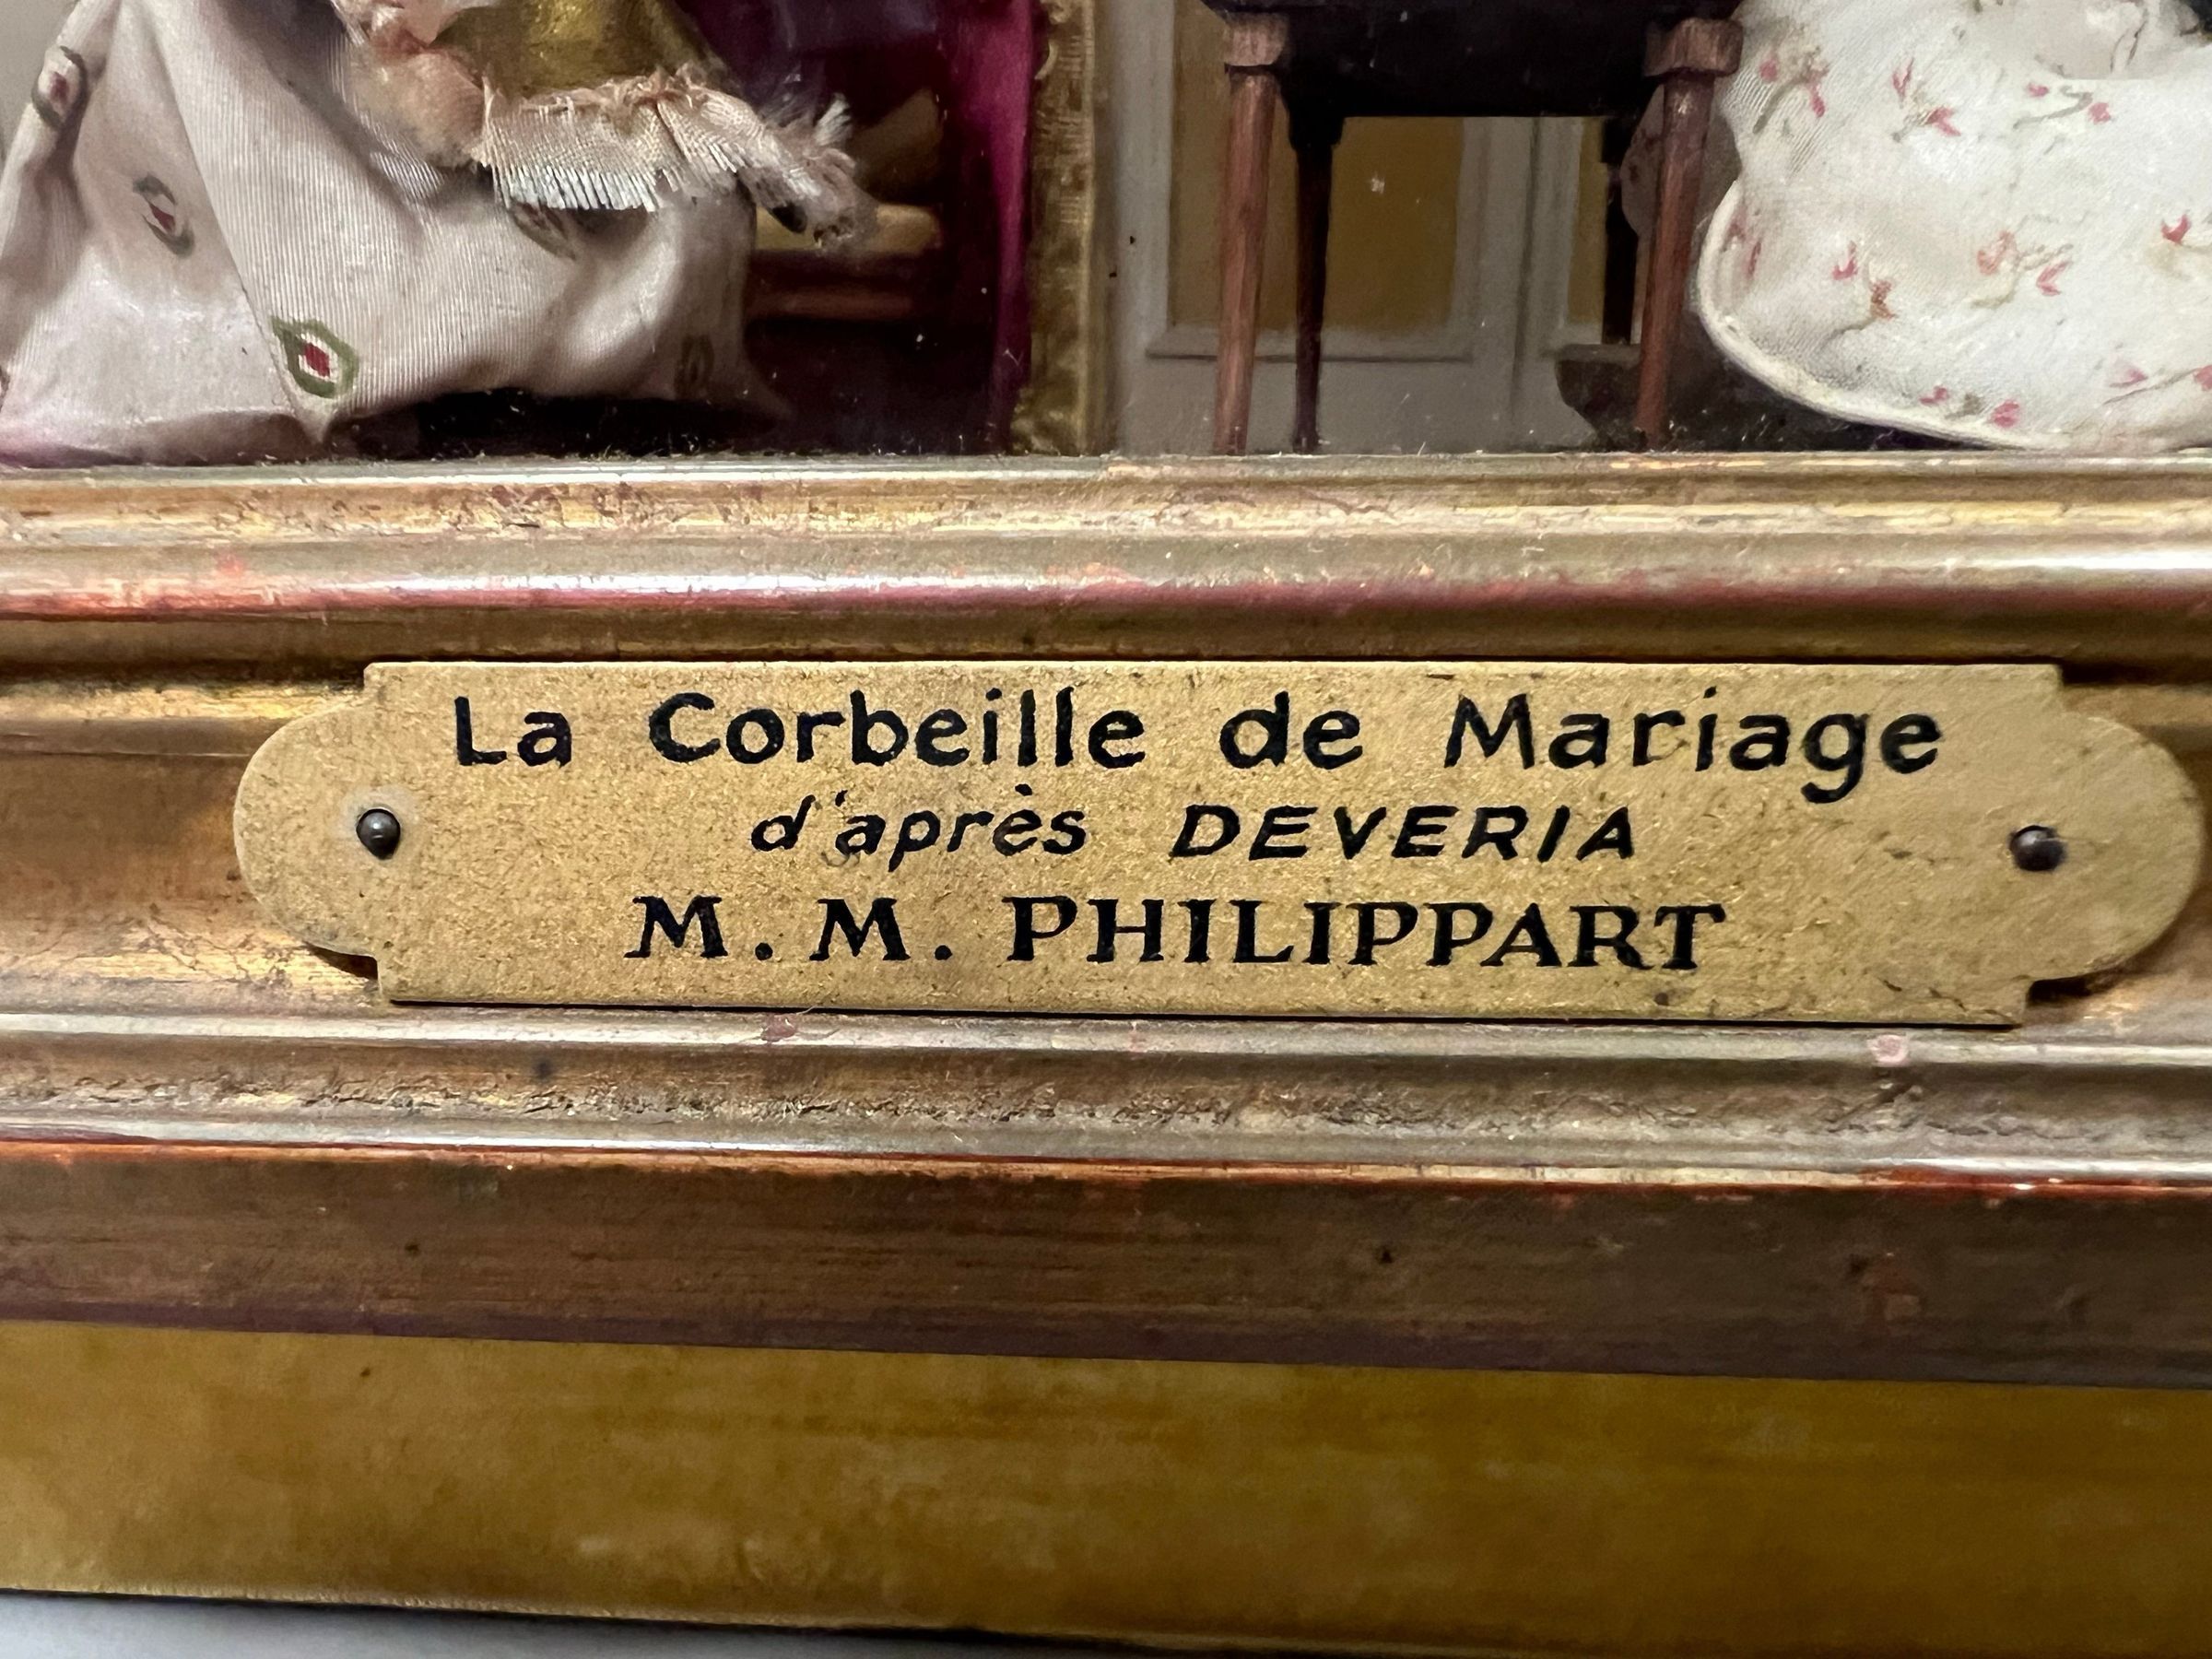 La Corbeille de Mariage
d'après DEVERIA
M. M. PHILIPPART